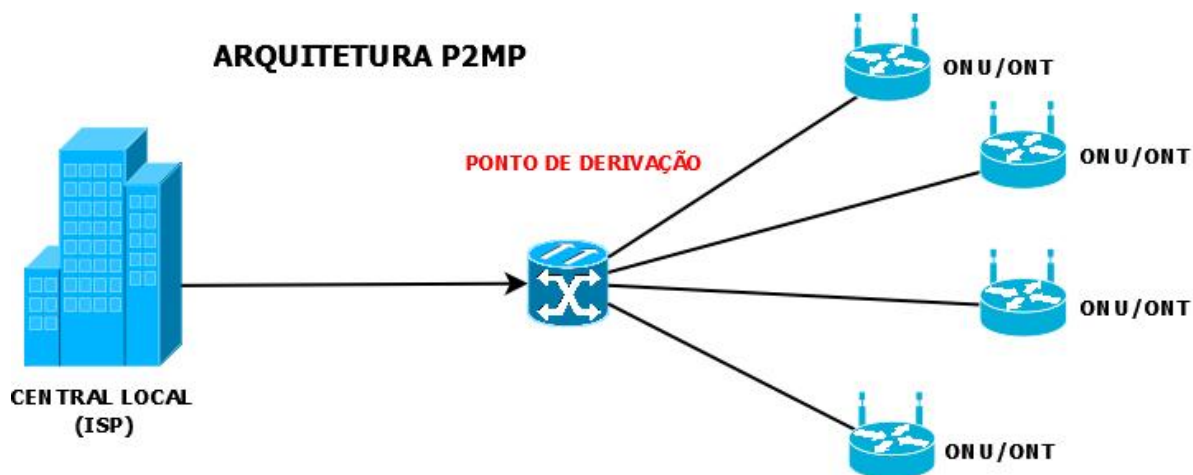 ARQUITETURA P2MP
ONU/ONT
ONU/ONT
PONTO DE DERIVAÇÃO
ONU/ONT
CENTRAL LOCAL
(ISP)
ONU/ONT